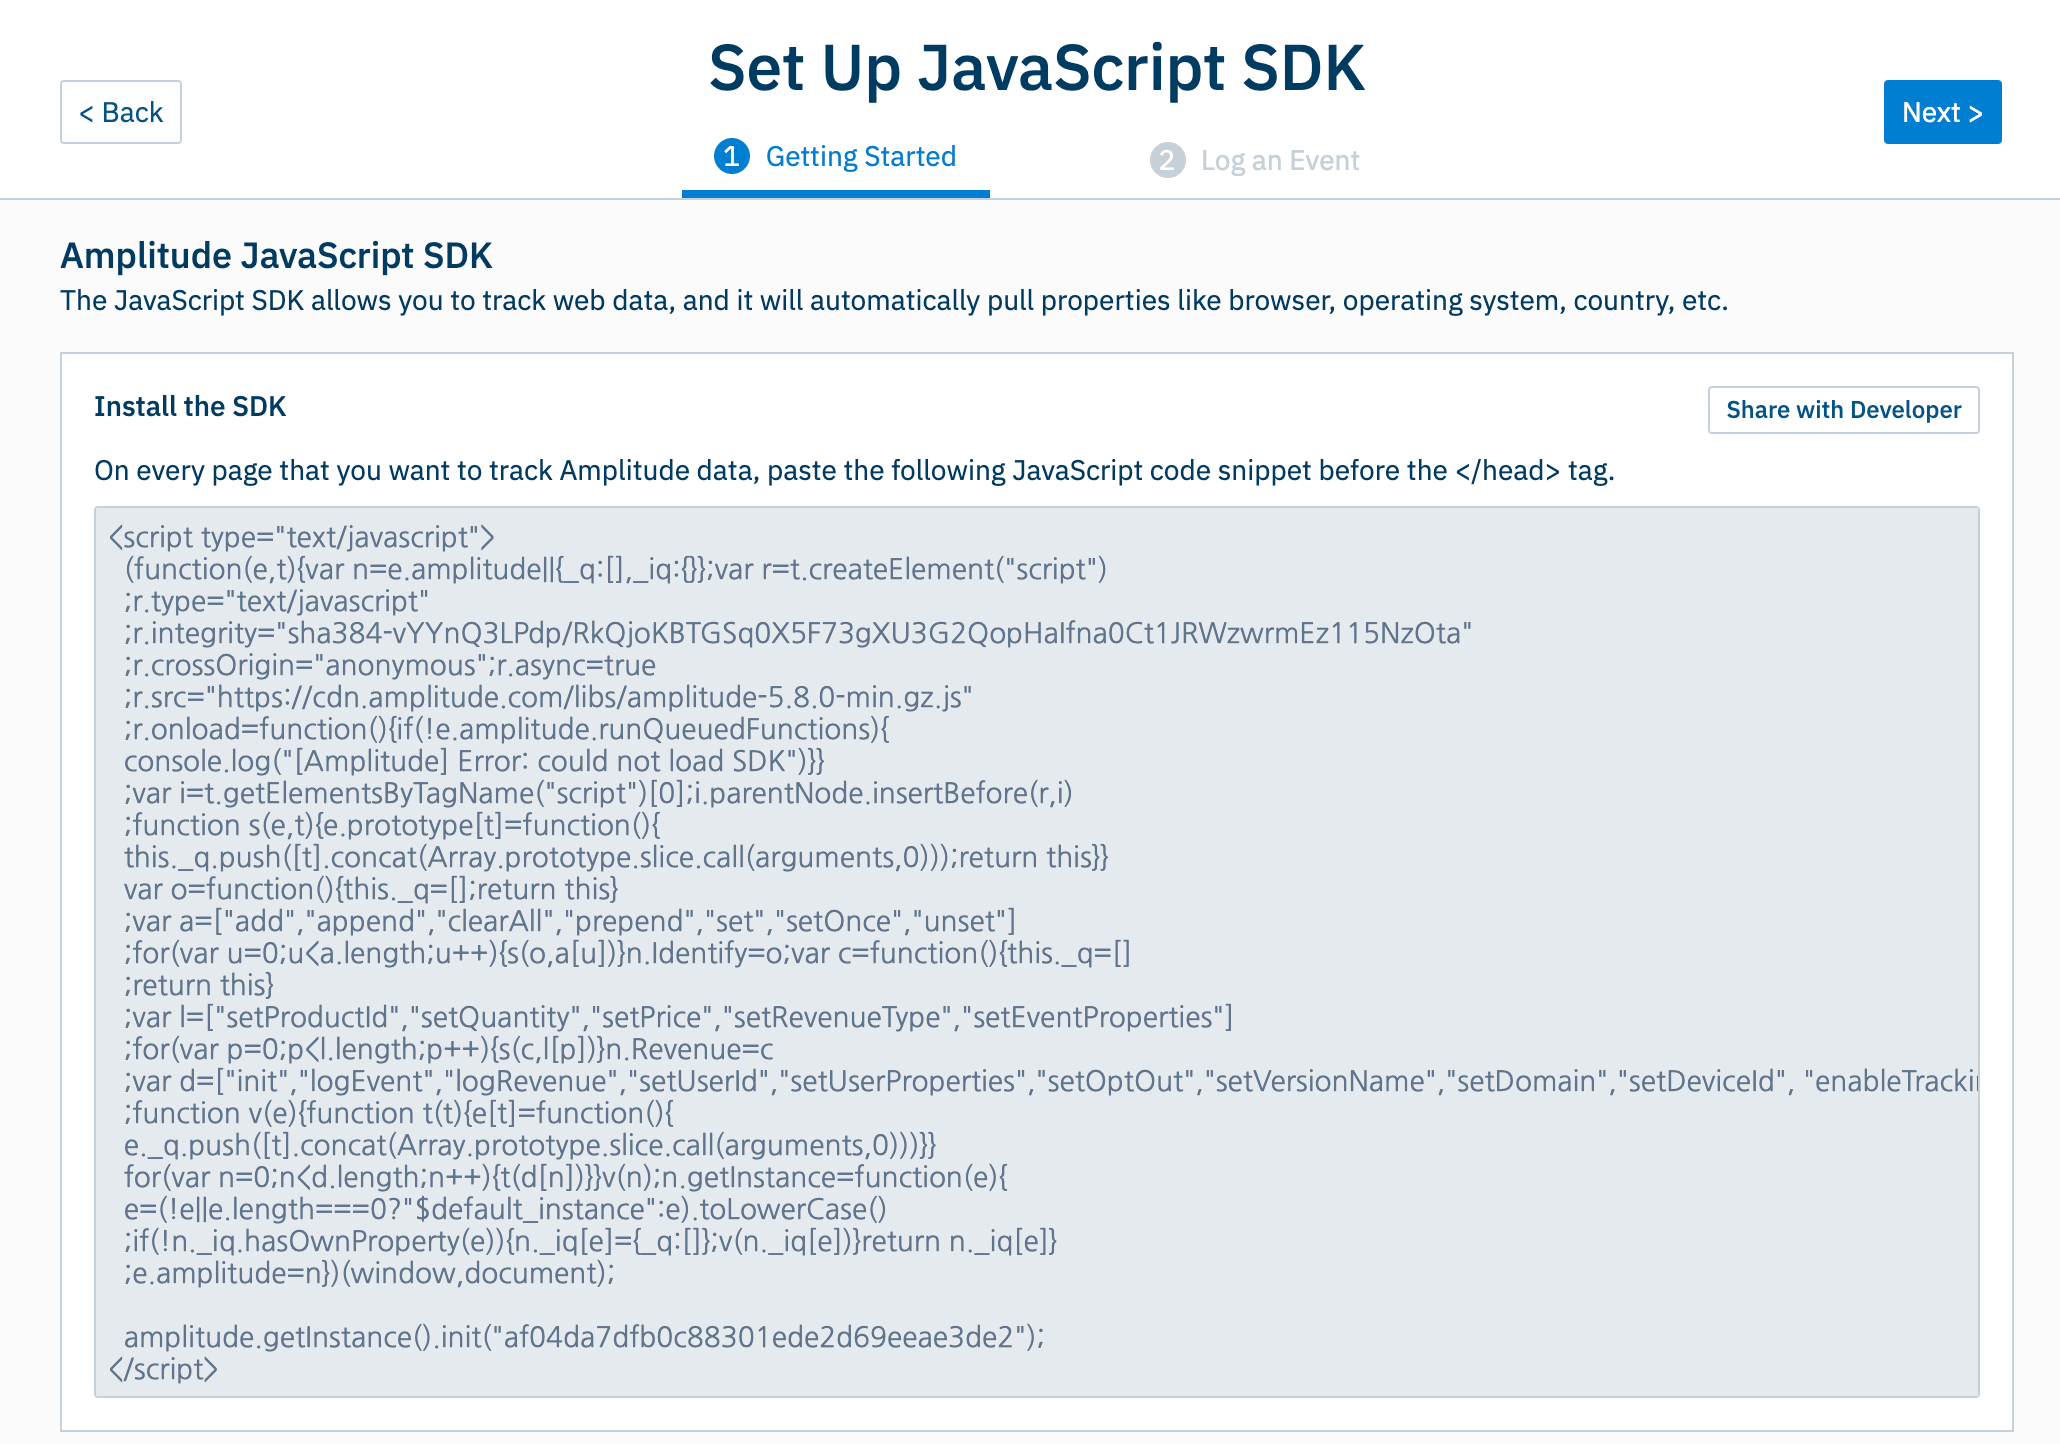 Set Up JavaScript SDK
< Back
Next >
1 Getting Started
2 Log an Event
Amplitude JavaScript SDK
The JavaScript SDK allows you to track web data, and it will automatically pull properties like browser, operating system, country, etc.
Install the SDK
Share with Developer
On every page that you want to track Amplitude data, paste the following JavaScript code snippet before the </head> tag.
<script type="text/javascript">
(function(e,t){var n=e.amplitude||{_q:[],_iq:{}};var r=t.createElement("script")
;r.type="text/javascript"
;r.integrity="sha384-vYYnQ3LPdp/RkQjoKBTGSq0X5F73gXU3G2QopHaIfna0Ct1JRWzwrmEz115NzOta"
;r.crossOrigin="anonymous";r.async=true
;r.src="https://cdn.amplitude.com/libs/amplitude-5.8.0-min.gz.js"
;r.onload=function(){if(!e.amplitude.runQueuedFunctions){
console.log("[Amplitude] Error: could not load SDK")}}
;var i=t.getElementsByTagName("script")[0];i.parentNode.insertBefore(r,i)
;function s(e,t){e.prototype[t]=function(){
this._q.push([t].concat(Array.prototype.slice.call(arguments,0)));return this}}
var o=function(){this._q=[];return this}
;var a=["add","append","clearAll","prepend","set","setOnce","unset"]
;for(var u=0;u<a.length;u++){s(o,a[u])}n.Identify=o;var c=function(){this._q=[]
;return this}
;var l=["setProductId","setQuantity","setPrice","setRevenueType","setEventProperties"]
;for(var p=0;p<l.length;p++){s(c,l[p])}n.Revenue=c
;var d=["init","logEvent","logRevenue","setUserId","setUserProperties","setOptOut","setVersionName","setDomain","setDeviceId", "enableTracki
;function v(e){function t(t){e[t]=function(){
e._q.push([t].concat(Array.prototype.slice.call(arguments,0)))}}
for(var n=0;n<d.length;n++){t(d[n])}}v(n);n.getInstance=function(e){
e=(!e||e.length===0?"$default_instance":e).toLowerCase()
;if(!n._iq.hasOwnProperty(e)){n._iq[e]={_q:[]};v(n._iq[e])}return n._iq[e]}
;e.amplitude=n})(window,document);
amplitude.getInstance().init("af04da7dfb0c88301ede2d69eeae3de2");
</script>